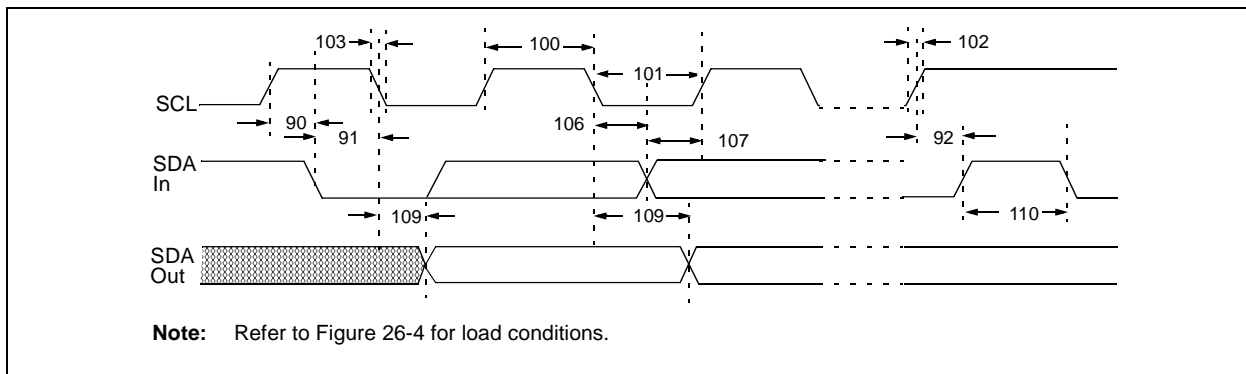 103
100
102
101
SCL
90
91
106
107
92
SDA
In
109
109
110
SDA
Out
Note: Refer to Figure 26-4 for load conditions.